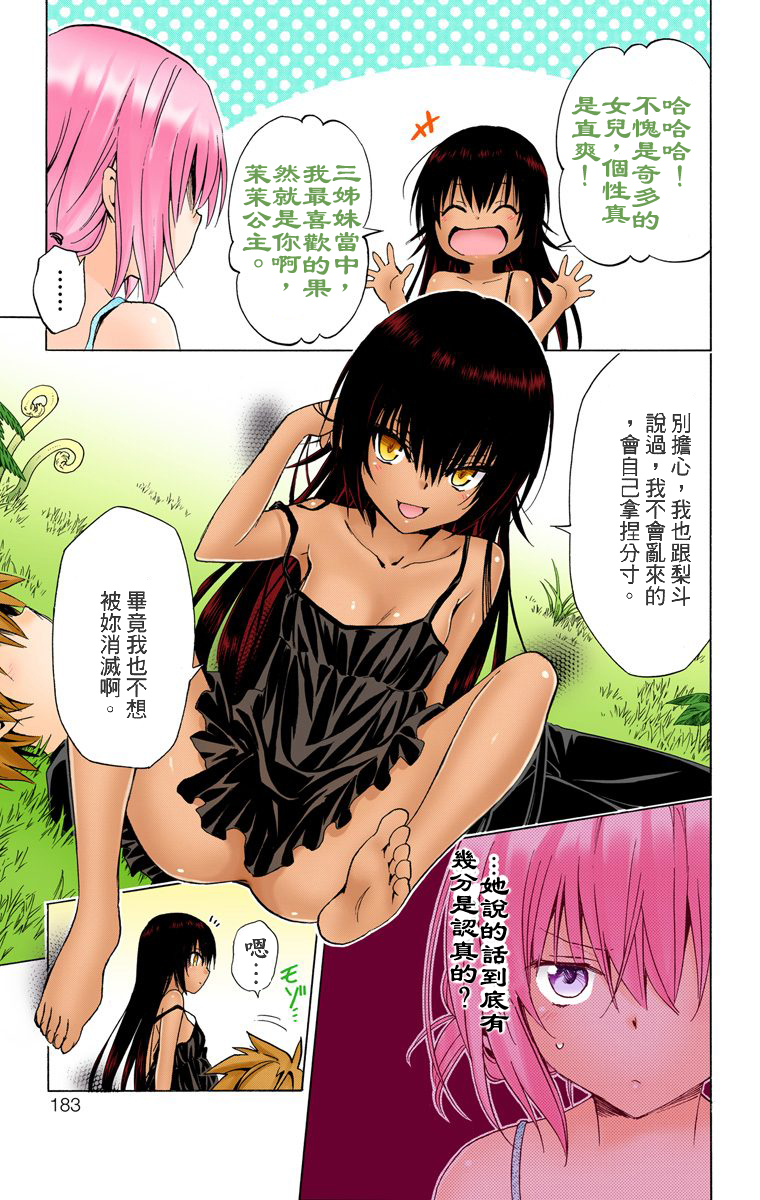 哈哈哈！
不愧是奇多的
女兒，個性真
是直爽！
三姊妹當中，
我最喜歡的果
然就是你啊，
茉茉公主。
……
別擔心，我也跟梨斗
說過，我不會亂來的
，會自己拿捏分寸。
畢竟我也不想
被妳消滅啊。
…她說的話到底有
幾分是認真的？
嗯…
モゾ
183